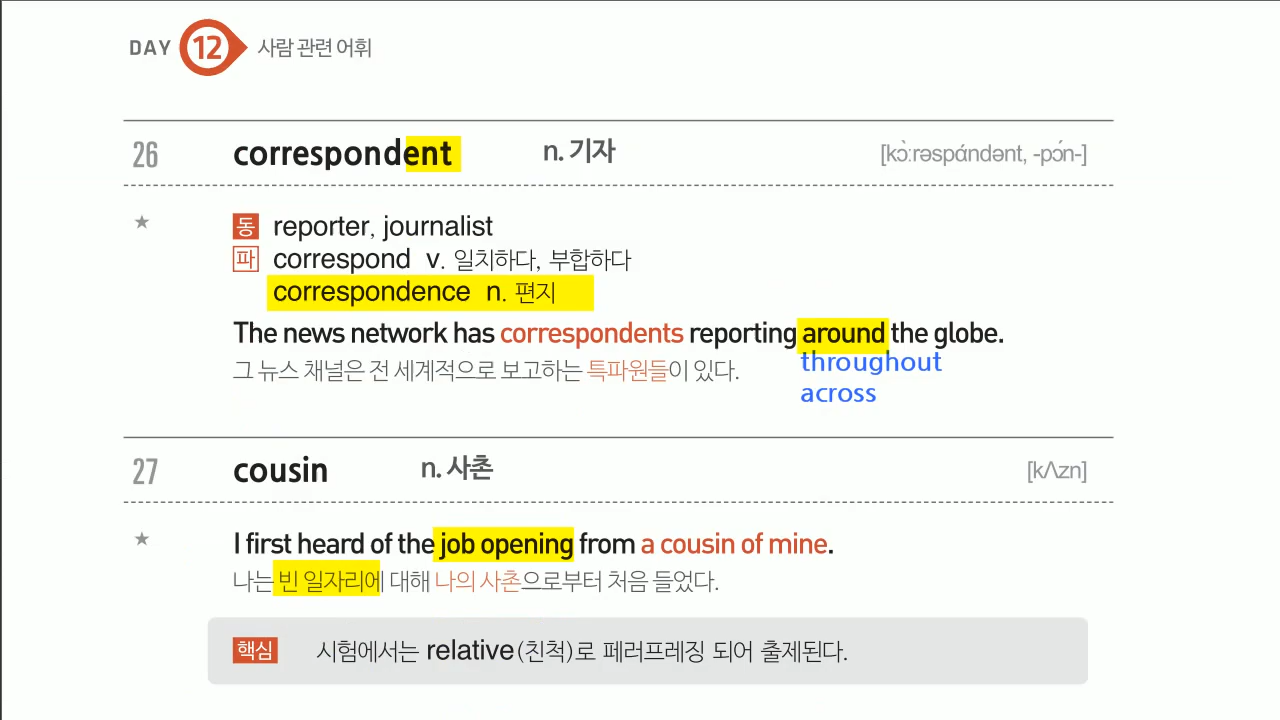 DAY 12 사람 관련 어휘
26 correspondent n. 기자 [kɔ̀ːrəspάndənt, -pɔ́n-]
★ 동 reporter, journalist
파 correspond v. 일치하다, 부합하다
correspondence n. 편지
The news network has correspondents reporting around the globe.
그 뉴스 채널은 전 세계적으로 보고하는 특파원들이 있다.
throughout
across
27 cousin n. 사촌 [kΛzn]
★ I first heard of the job opening from a cousin of mine.
나는 빈 일자리에 대해 나의 사촌으로부터 처음 들었다.
핵심 시험에서는 relative(친척)로 페러프레징 되어 출제된다.